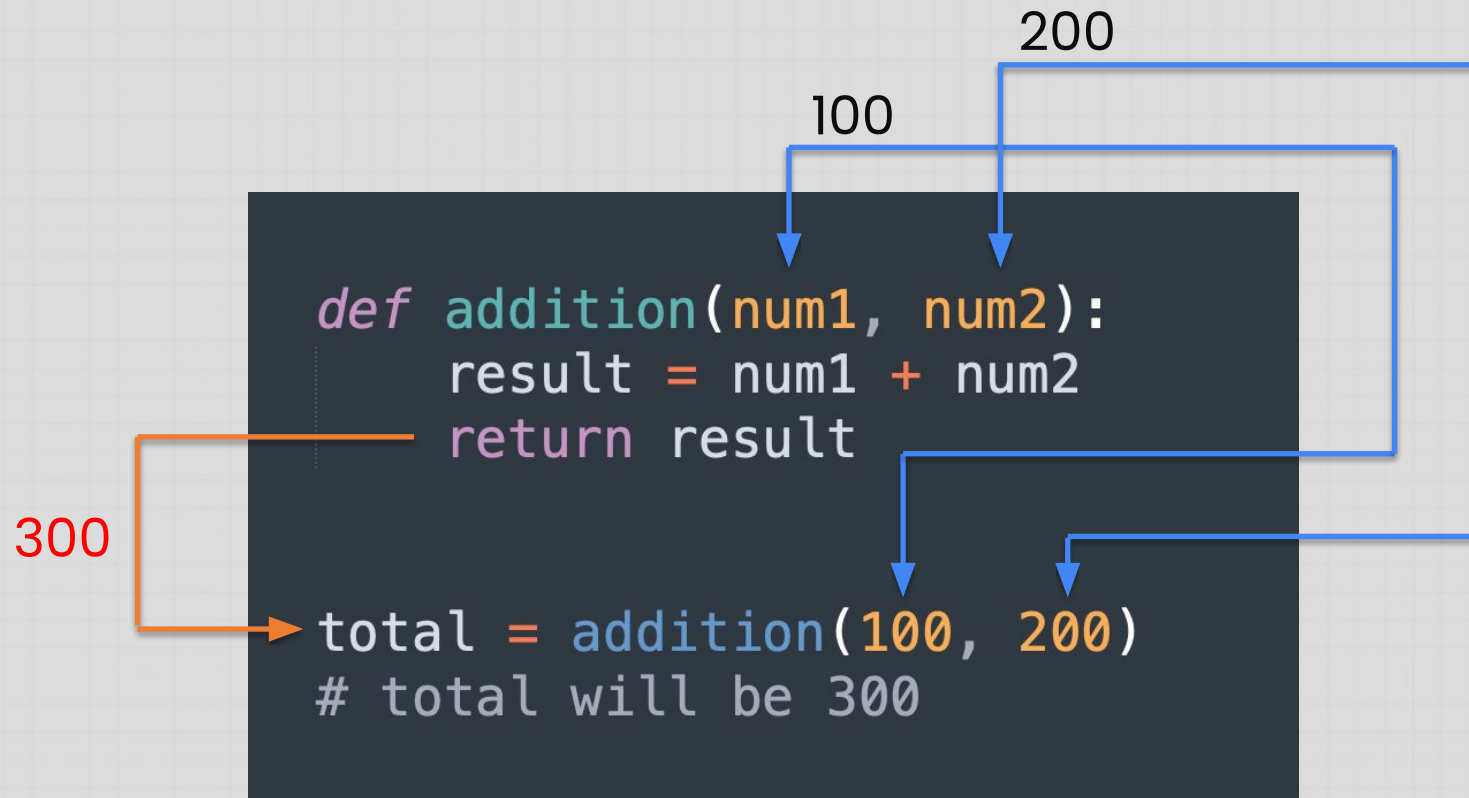 200
100
def addition(num1, num2):
    result = num1 + num2
    return result
300
total = addition(100, 200)
# total will be 300